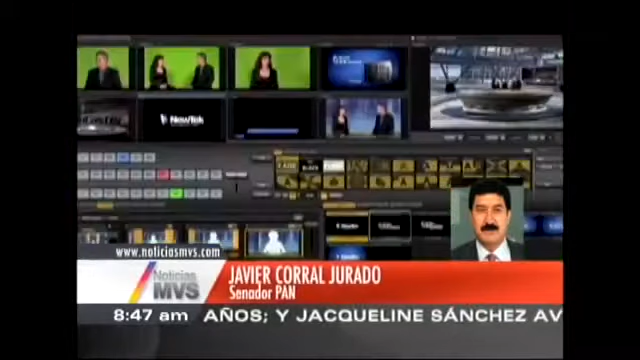 NewTek
www.noticiasmvs.com
Noticias
MVS
JAVIER CORRAL JURADO
Senador PAN
8:47 am AÑOS; Y JACQUELINE SÁNCHEZ AV